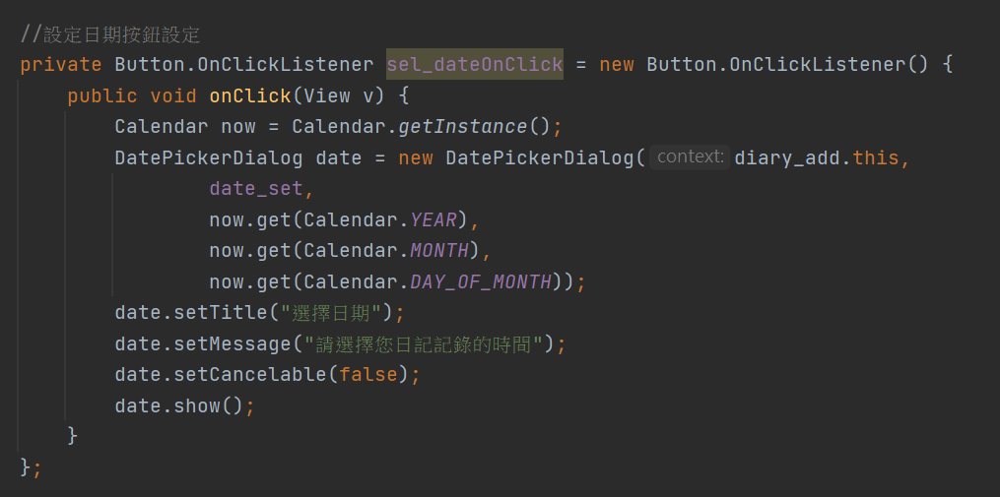 //設定日期按鈕設定
private Button.OnClickListener sel_dateOnClick = new Button.OnClickListener() {
public void onClick(View v) {
Calendar now = Calendar.getInstance();
DatePickerDialog date = new DatePickerDialog( context: diary_add.this,
date_set,
now.get(Calendar.YEAR),
now.get(Calendar.MONTH),
now.get(Calendar.DAY_OF_MONTH));
date.setTitle("選擇日期");
date.setMessage("請選擇您日記記錄的時間");
date.setCancelable(false);
date.show();
}
};